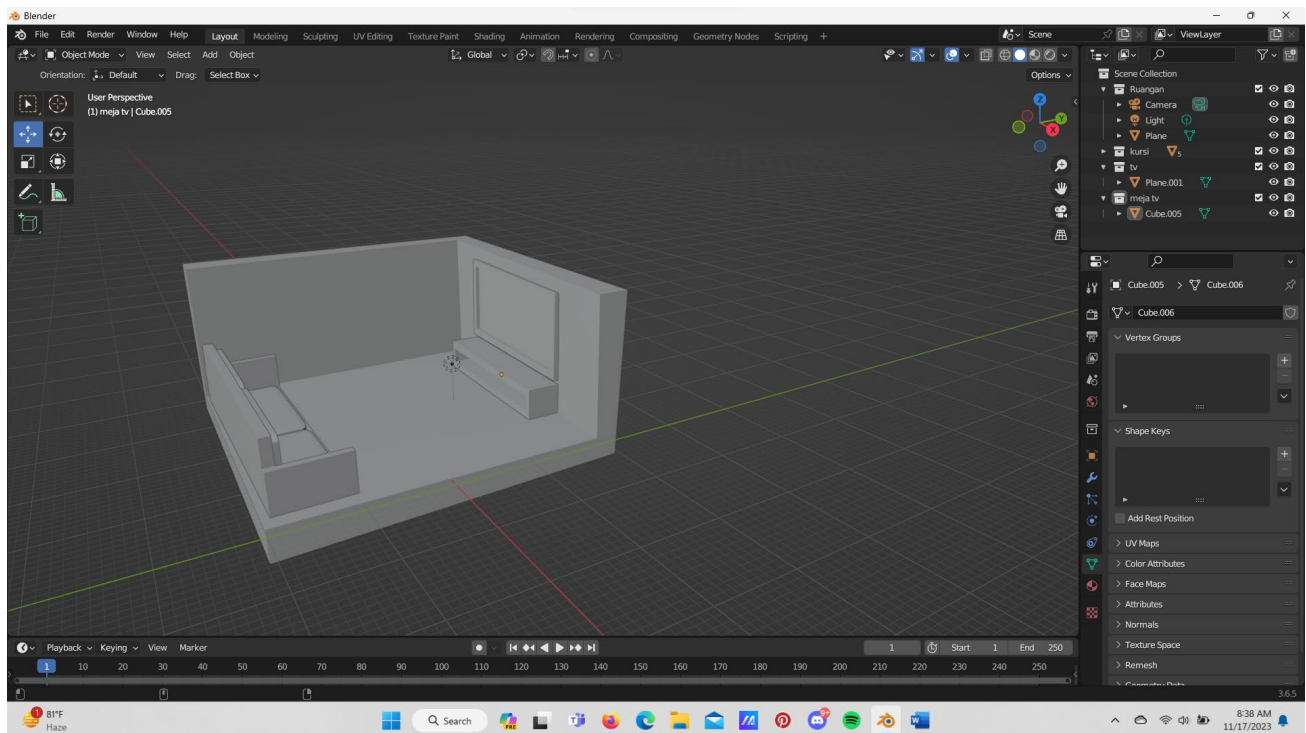 Blender
File Edit Render Window Help Layout Modeling Sculpting UV Editing Texture Paint Shading Animation Rendering Compositing Geometry Nodes Scripting + Scene ViewLayer
Object Mode View Select Add Object Global
Orientation: Default Drag: Select Box Options
User Perspective
(1) meja tv | Cube.005
Z
Y
X
Scene Collection
Ruangan
Camera
Light
Plane
kursi 5
tv
Plane.001
meja tv
Cube.005
Cube.005 > Cube.006
Cube.006
Vertex Groups
Shape Keys
Add Rest Position
UV Maps
Color Attributes
Face Maps
Attributes
Normals
Texture Space
Remesh
Geometry Data
Playback Keying View Marker 1 Start 1 End 250
1 10 20 30 40 50 60 70 80 90 100 110 120 130 140 150 160 170 180 190 200 210 220 230 240 250
3.6.5
1 81°F
Haze
Search
PRE
8:38 AM
11/17/2023